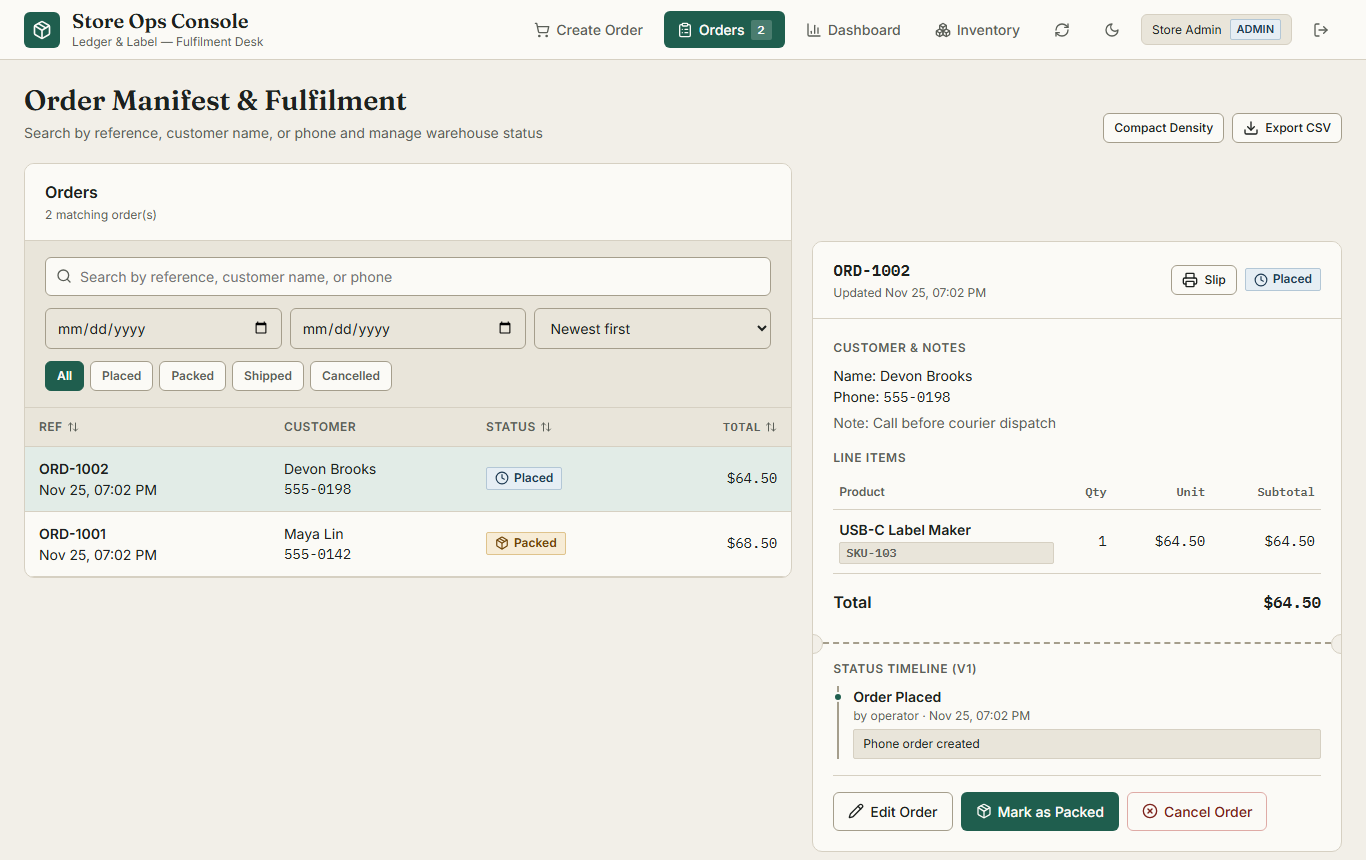 Store Ops Console
Ledger & Label — Fulfilment Desk
Create Order
Orders 2
Dashboard
Inventory
Store Admin ADMIN
Order Manifest & Fulfilment
Search by reference, customer name, or phone and manage warehouse status
Compact Density
Export CSV
Orders
2 matching order(s)
Search by reference, customer name, or phone
mm/dd/yyyy
mm/dd/yyyy
Newest first
All
Placed
Packed
Shipped
Cancelled
REF CUSTOMER STATUS TOTAL
ORD-1002 Devon Brooks Placed $64.50
Nov 25, 07:02 PM 555-0198
ORD-1001 Maya Lin Packed $68.50
Nov 25, 07:02 PM 555-0142
ORD-1002
Updated Nov 25, 07:02 PM
Slip
Placed
CUSTOMER & NOTES
Name: Devon Brooks
Phone: 555-0198
Note: Call before courier dispatch
LINE ITEMS
Product Qty Unit Subtotal
USB-C Label Maker 1 $64.50 $64.50
SKU-103
Total $64.50
STATUS TIMELINE (V1)
Order Placed
by operator · Nov 25, 07:02 PM
Phone order created
Edit Order
Mark as Packed
Cancel Order